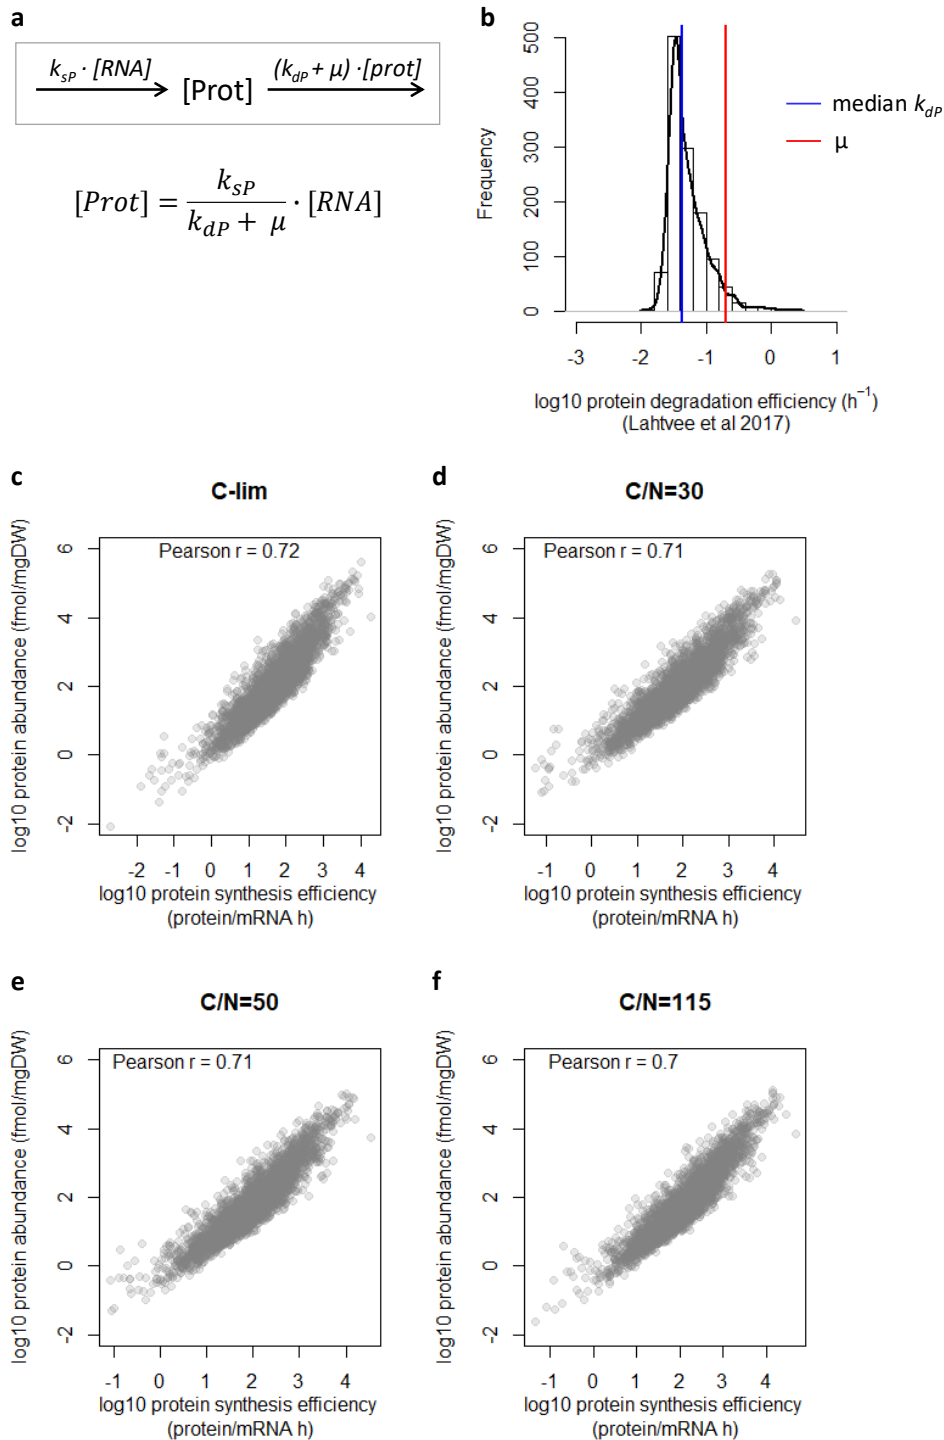 a
k_sP · [RNA] [Prot] (k_dP + μ) · [prot]
[Prot] = k_sP / (k_dP + μ) · [RNA]
b
500
400
300
200
100
0
Frequency
-3 -2 -1 0 1
log10 protein degradation efficiency (h⁻¹)
(Lahtvee et al 2017)
median k_dP
μ
c
C-lim
Pearson r = 0.72
6
4
2
0
-2
log10 protein abundance (fmol/mgDW)
-2 -1 0 1 2 3 4
log10 protein synthesis efficiency
(protein/mRNA h)
d
C/N=30
Pearson r = 0.71
6
4
2
0
-2
log10 protein abundance (fmol/mgDW)
-1 0 1 2 3 4
log10 protein synthesis efficiency
(protein/mRNA h)
e
C/N=50
Pearson r = 0.71
6
4
2
0
-2
log10 protein abundance (fmol/mgDW)
-1 0 1 2 3 4
log10 protein synthesis efficiency
(protein/mRNA h)
f
C/N=115
Pearson r = 0.7
6
4
2
0
-2
log10 protein abundance (fmol/mgDW)
-1 0 1 2 3 4
log10 protein synthesis efficiency
(protein/mRNA h)